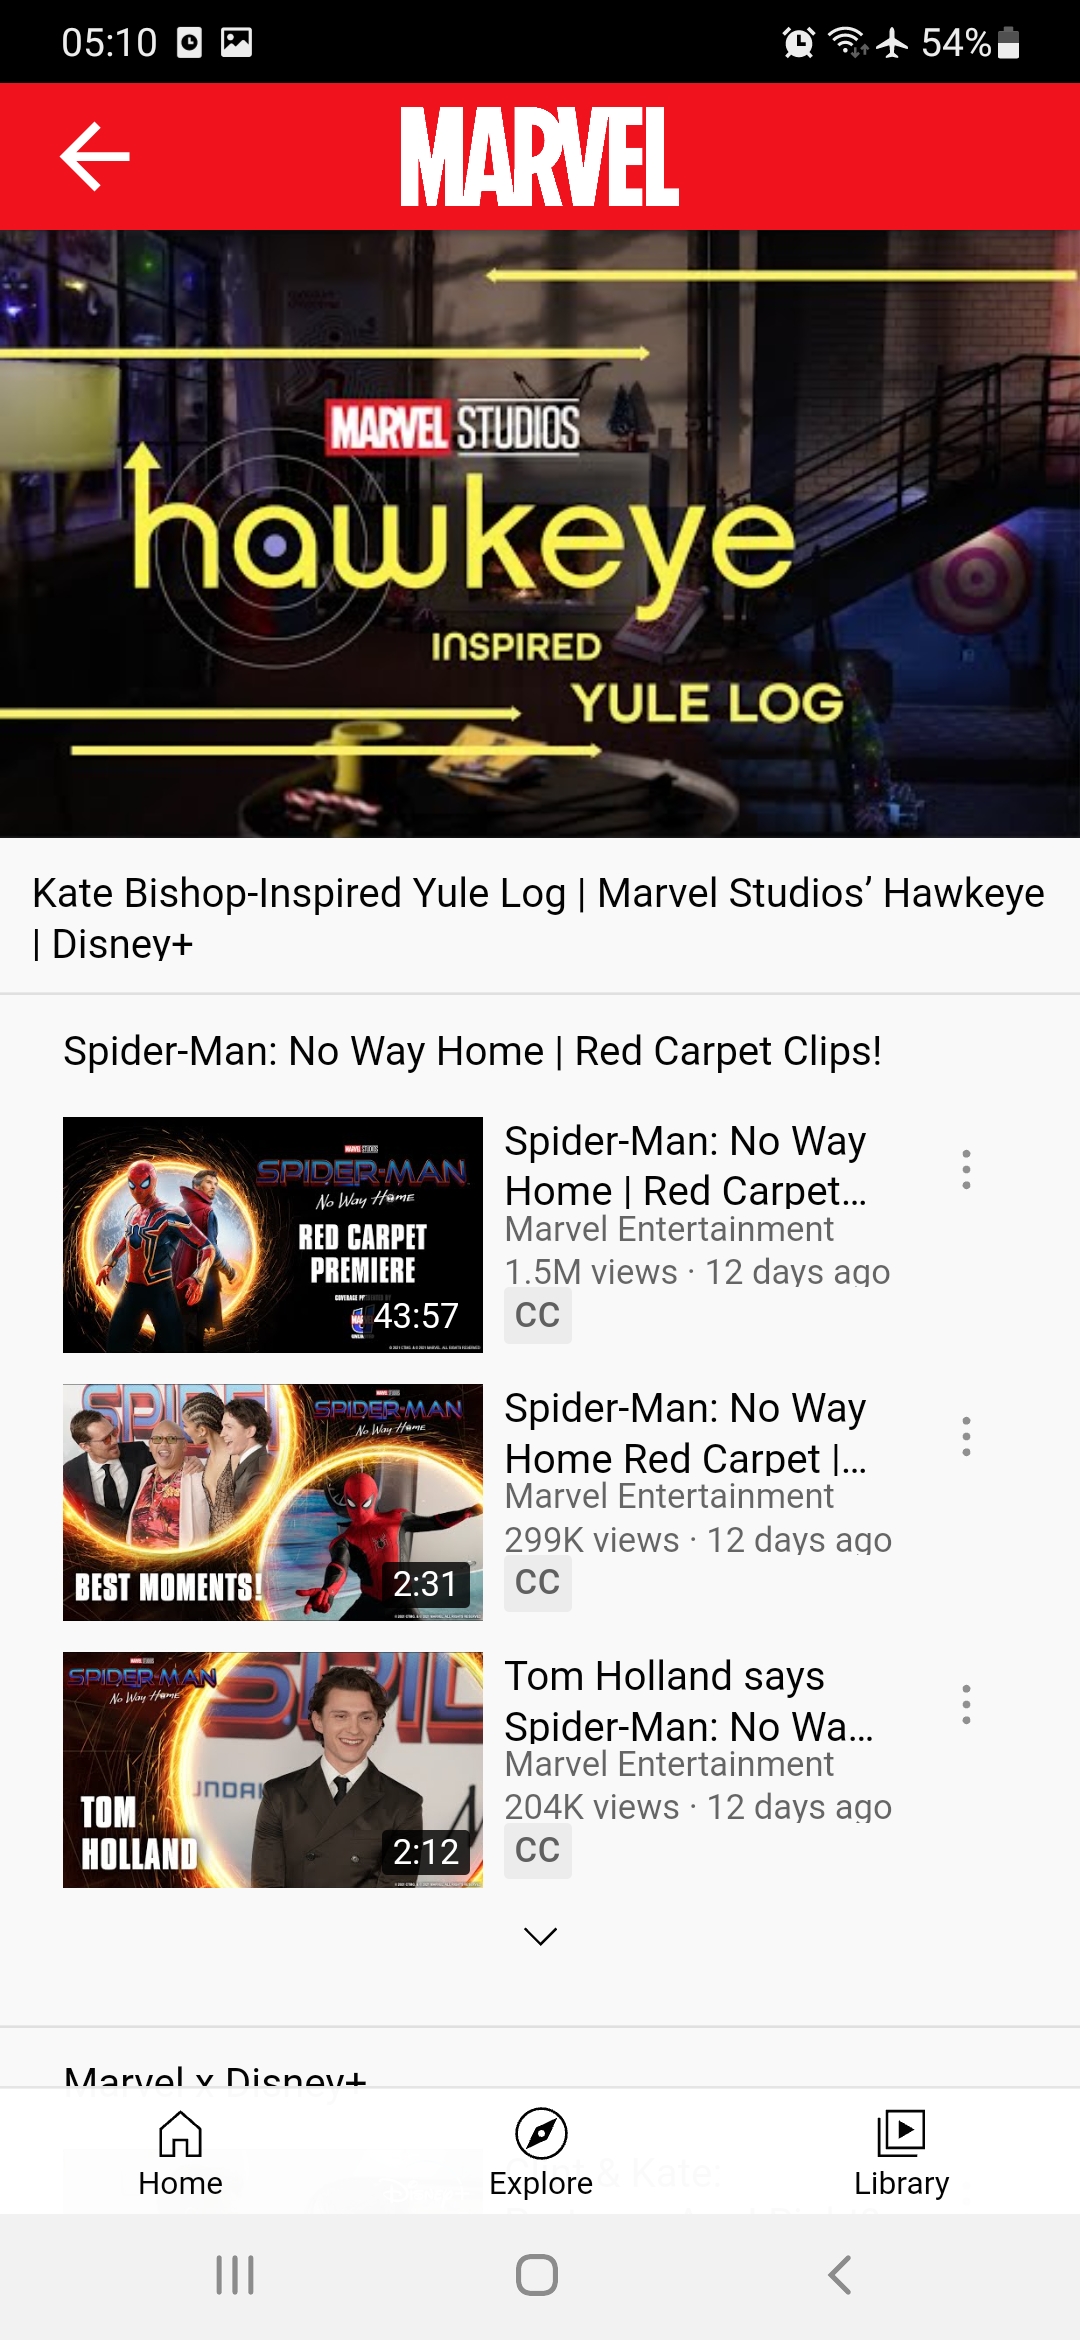 05:10
54%
MARVEL
MARVEL STUDIOS
hawkeye
INSPIRED
YULE LOG
Kate Bishop-Inspired Yule Log | Marvel Studios’ Hawkeye
| Disney+
Spider-Man: No Way Home | Red Carpet Clips!
MARVEL STUDIOS
SPIDER-MAN
No Way Home
RED CARPET
PREMIERE
43:57
Spider-Man: No Way
Home | Red Carpet...
Marvel Entertainment
1.5M views · 12 days ago
CC
SPIDER-MAN
No Way Home
BEST MOMENTS!
2:31
Spider-Man: No Way
Home Red Carpet |...
Marvel Entertainment
299K views · 12 days ago
CC
SPIDER-MAN
No Way Home
TOM
HOLLAND
2:12
Tom Holland says
Spider-Man: No Wa...
Marvel Entertainment
204K views · 12 days ago
CC
Marvel x Disney+
& Kate:
Home
Explore
Library